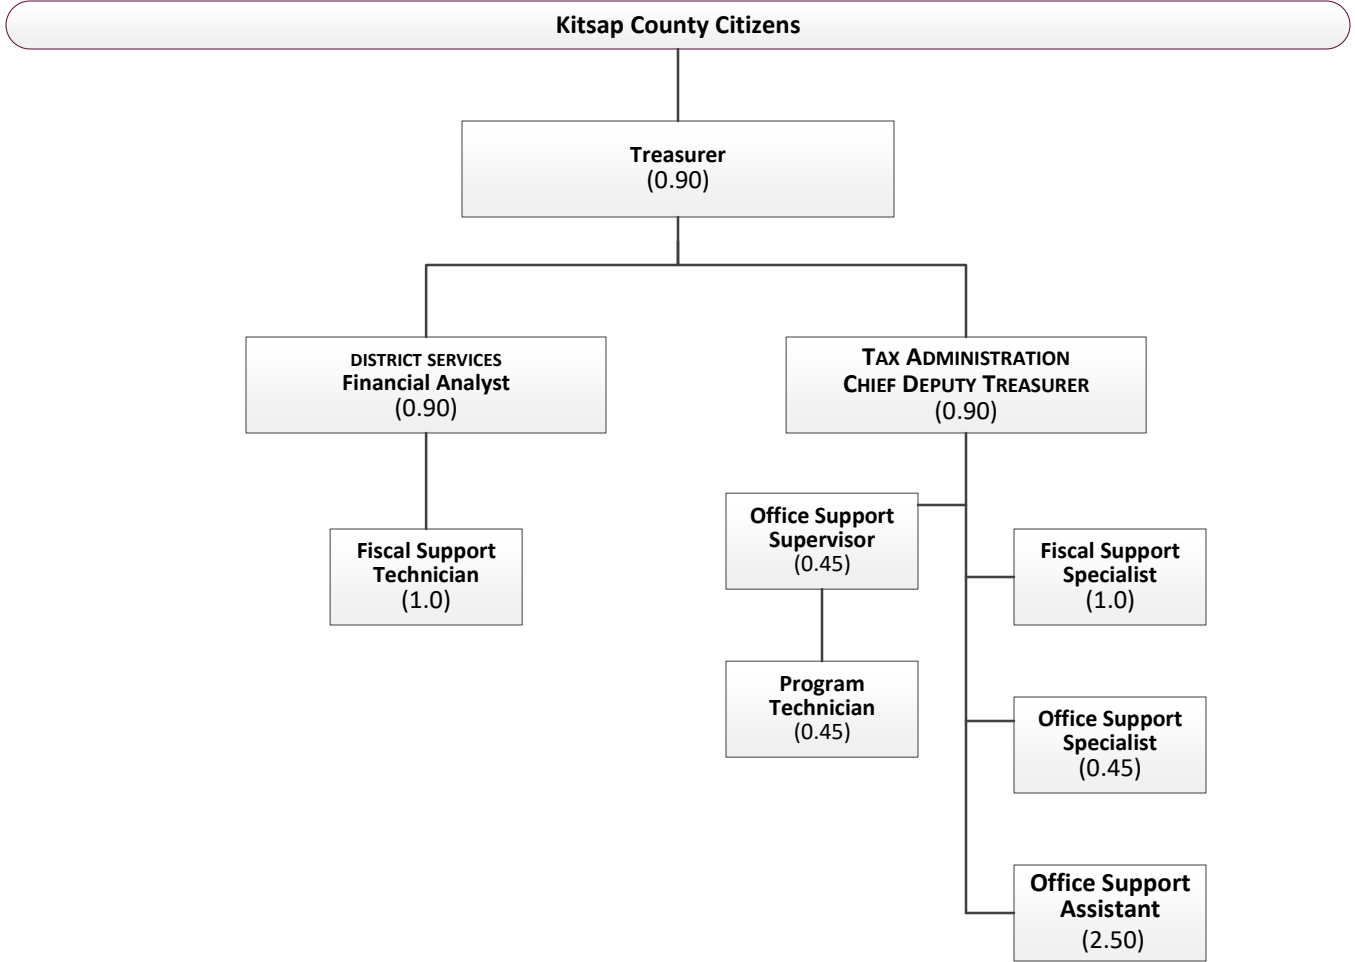 Kitsap County Citizens
Treasurer
(0.90)
DISTRICT SERVICES
Financial Analyst
(0.90)
TAX ADMINISTRATION
CHIEF DEPUTY TREASURER
(0.90)
Office Support
Supervisor
(0.45)
Fiscal Support
Technician
(1.0)
Fiscal Support
Specialist
(1.0)
Program
Technician
(0.45)
Office Support
Specialist
(0.45)
Office Support
Assistant
(2.50)